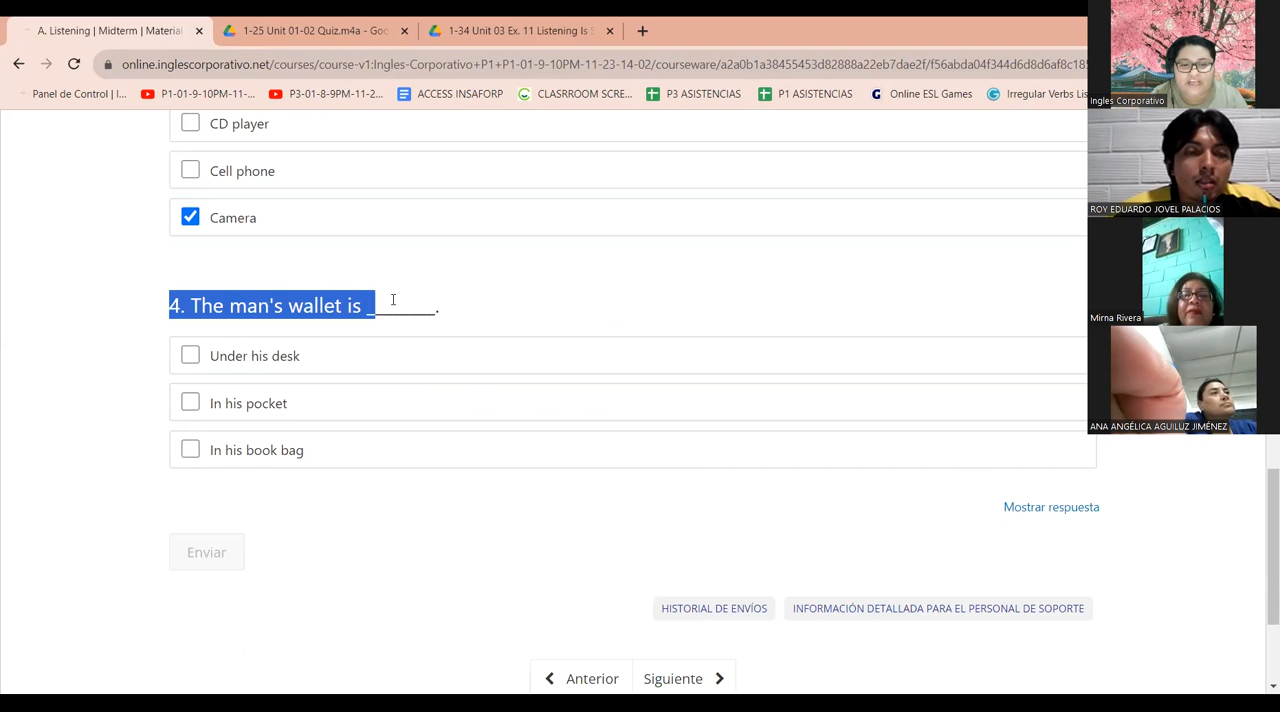 A. Listening | Midterm | Material
1-25 Unit 01-02 Quiz.m4a - Goo
1-34 Unit 03 Ex. 11 Listening Is S
online.inglescorporativo.net/courses/course-v1:Ingles-Corporativo+P1+P1-01-9-10PM-11-23-14-02/courseware/a2a0b1a38455453d82888a22eb7dae2f/f56abda04f344d6d8d6af8c185
Panel de Control | I...
P1-01-9-10PM-11-...
P3-01-8-9PM-11-2...
ACCESS INSAFORP
CLASRROOM SCRE...
P3 ASISTENCIAS
P1 ASISTENCIAS
Online ESL Games
Irregular Verbs Lis
Ingles Corporativo
CD player
Cell phone
Camera
ROY EDUARDO JOVEL PALACIOS
4. The man's wallet is _______.
Mirna Rivera
Under his desk
In his pocket
ANA ANGÉLICA AGUILUZ JIMÉNEZ
In his book bag
Mostrar respuesta
Enviar
HISTORIAL DE ENVÍOS
INFORMACIÓN DETALLADA PARA EL PERSONAL DE SOPORTE
Anterior
Siguiente